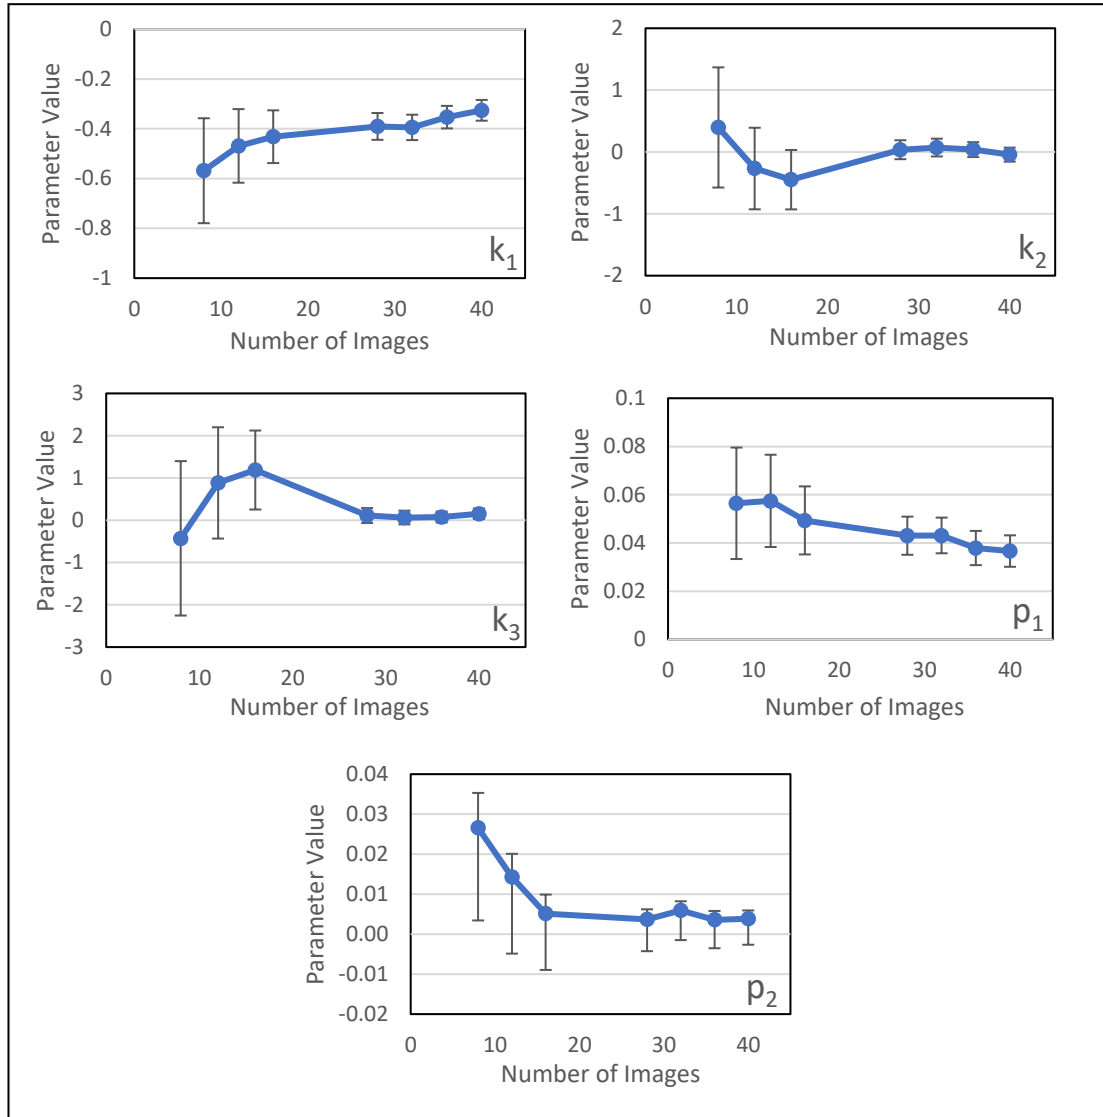 Parameter Value
0
-0.2
-0.4
-0.6
-0.8
-1
k₁
0 10 20 30 40
Number of Images
Parameter Value
2
1
0
-1
-2
k₂
0 10 20 30 40
Number of Images
Parameter Value
3
2
1
0
-1
-2
-3
k₃
0 10 20 30 40
Number of Images
Parameter Value
0.1
0.08
0.06
0.04
0.02
0
p₁
0 10 20 30 40
Number of Images
Parameter Value
0.04
0.03
0.02
0.01
0.00
-0.01
-0.02
p₂
0 10 20 30 40
Number of Images